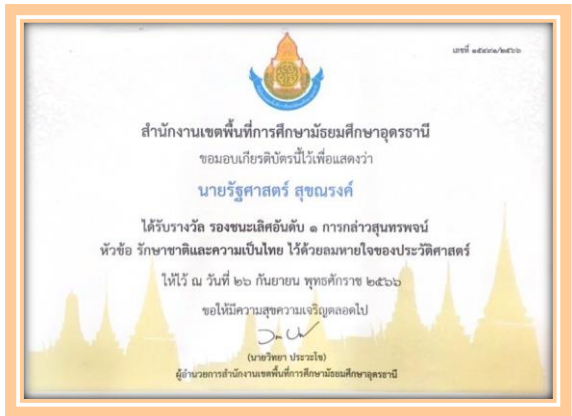 สำนักงานเขตพื้นที่การศึกษามัธยมศึกษาอุดรธานี
ขอมอบเกียรติบัตรนี้ไว้เพื่อแสดงว่า
นายรัฐศาสตร์ สุขณรงค์
ได้รับรางวัล รองชนะเลิศอันดับ ๑ การกล่าวสุนทรพจน์
หัวข้อ รักษาชาติและความเป็นไทย ไว้ด้วยลมหายใจของประวัติศาสตร์
ให้ไว้ ณ วันที่ ๒๖ กันยายน พุทธศักราช ๒๕๖๖
ขอให้มีความสุขความเจริญตลอดไป
(นายวิทยา ประวะโข)
ผู้อำนวยการสำนักงานเขตพื้นที่การศึกษามัธยมศึกษาอุดรธานี